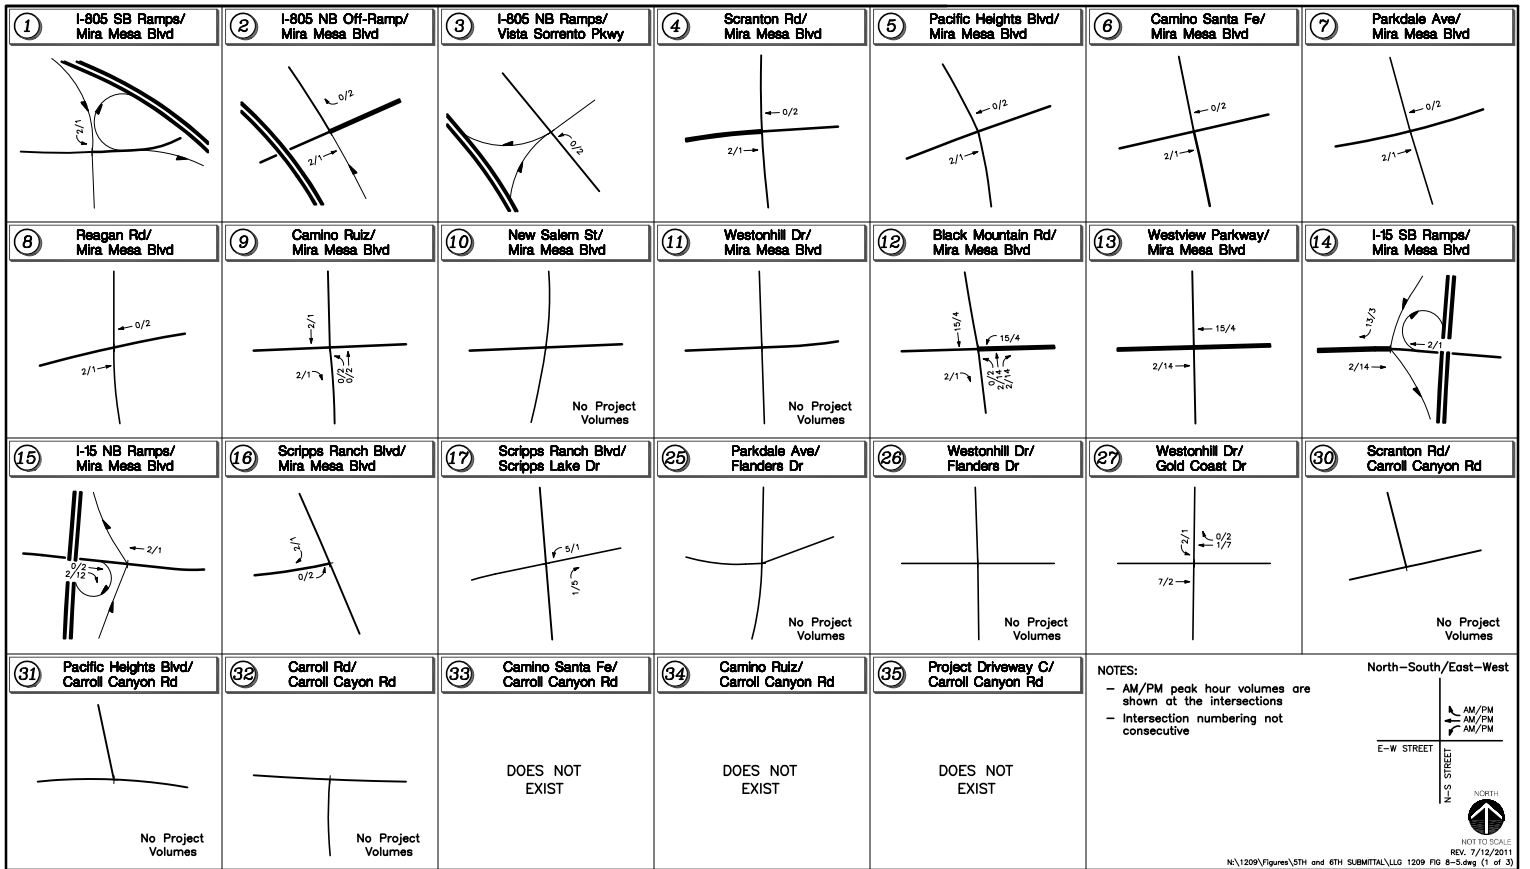 1
I-805 SB Ramps/
Mira Mesa Blvd
2/1
2
I-805 NB Off-Ramp/
Mira Mesa Blvd
0/2
2/1
3
I-805 NB Ramps/
Vista Sorrento Pkwy
0/2
4
Scranton Rd/
Mira Mesa Blvd
0/2
2/1
5
Pacific Heights Blvd/
Mira Mesa Blvd
0/2
2/1
6
Camino Santa Fe/
Mira Mesa Blvd
0/2
2/1
7
Parkdale Ave/
Mira Mesa Blvd
0/2
2/1
8
Reagan Rd/
Mira Mesa Blvd
0/2
2/1
9
Camino Ruiz/
Mira Mesa Blvd
2/1
2/1
0/2
0/2
10
New Salem St/
Mira Mesa Blvd
No Project
Volumes
11
Westonhill Dr/
Mira Mesa Blvd
No Project
Volumes
12
Black Mountain Rd/
Mira Mesa Blvd
15/4
15/4
2/1
0/2
2/14
2/14
13
Westview Parkway/
Mira Mesa Blvd
15/4
2/14
14
I-15 SB Ramps/
Mira Mesa Blvd
13/3
2/1
2/14
15
I-15 NB Ramps/
Mira Mesa Blvd
2/1
0/2
2/12
16
Scripps Ranch Blvd/
Mira Mesa Blvd
2/1
0/2
17
Scripps Ranch Blvd/
Scripps Lake Dr
5/1
1/5
25
Parkdale Ave/
Flanders Dr
No Project
Volumes
26
Westonhill Dr/
Flanders Dr
No Project
Volumes
27
Westonhill Dr/
Gold Coast Dr
2/1
0/2
1/7
7/2
30
Scranton Rd/
Carroll Canyon Rd
No Project
Volumes
31
Pacific Heights Blvd/
Carroll Canyon Rd
No Project
Volumes
32
Carroll Rd/
Carroll Cayon Rd
No Project
Volumes
33
Camino Santa Fe/
Carroll Canyon Rd
DOES NOT
EXIST
34
Camino Ruiz/
Carroll Canyon Rd
DOES NOT
EXIST
35
Project Driveway C/
Carroll Canyon Rd
DOES NOT
EXIST
NOTES:
– AM/PM peak hour volumes are
shown at the intersections
– Intersection numbering not
consecutive
North–South/East–West
AM/PM
AM/PM
AM/PM
E–W STREET
N–S STREET
NORTH
NOT TO SCALE
REV. 7/12/2011
N:\1209\Figures\5TH and 6TH SUBMITTAL\LLG 1209 FIG 8–5.dwg (1 of 3)